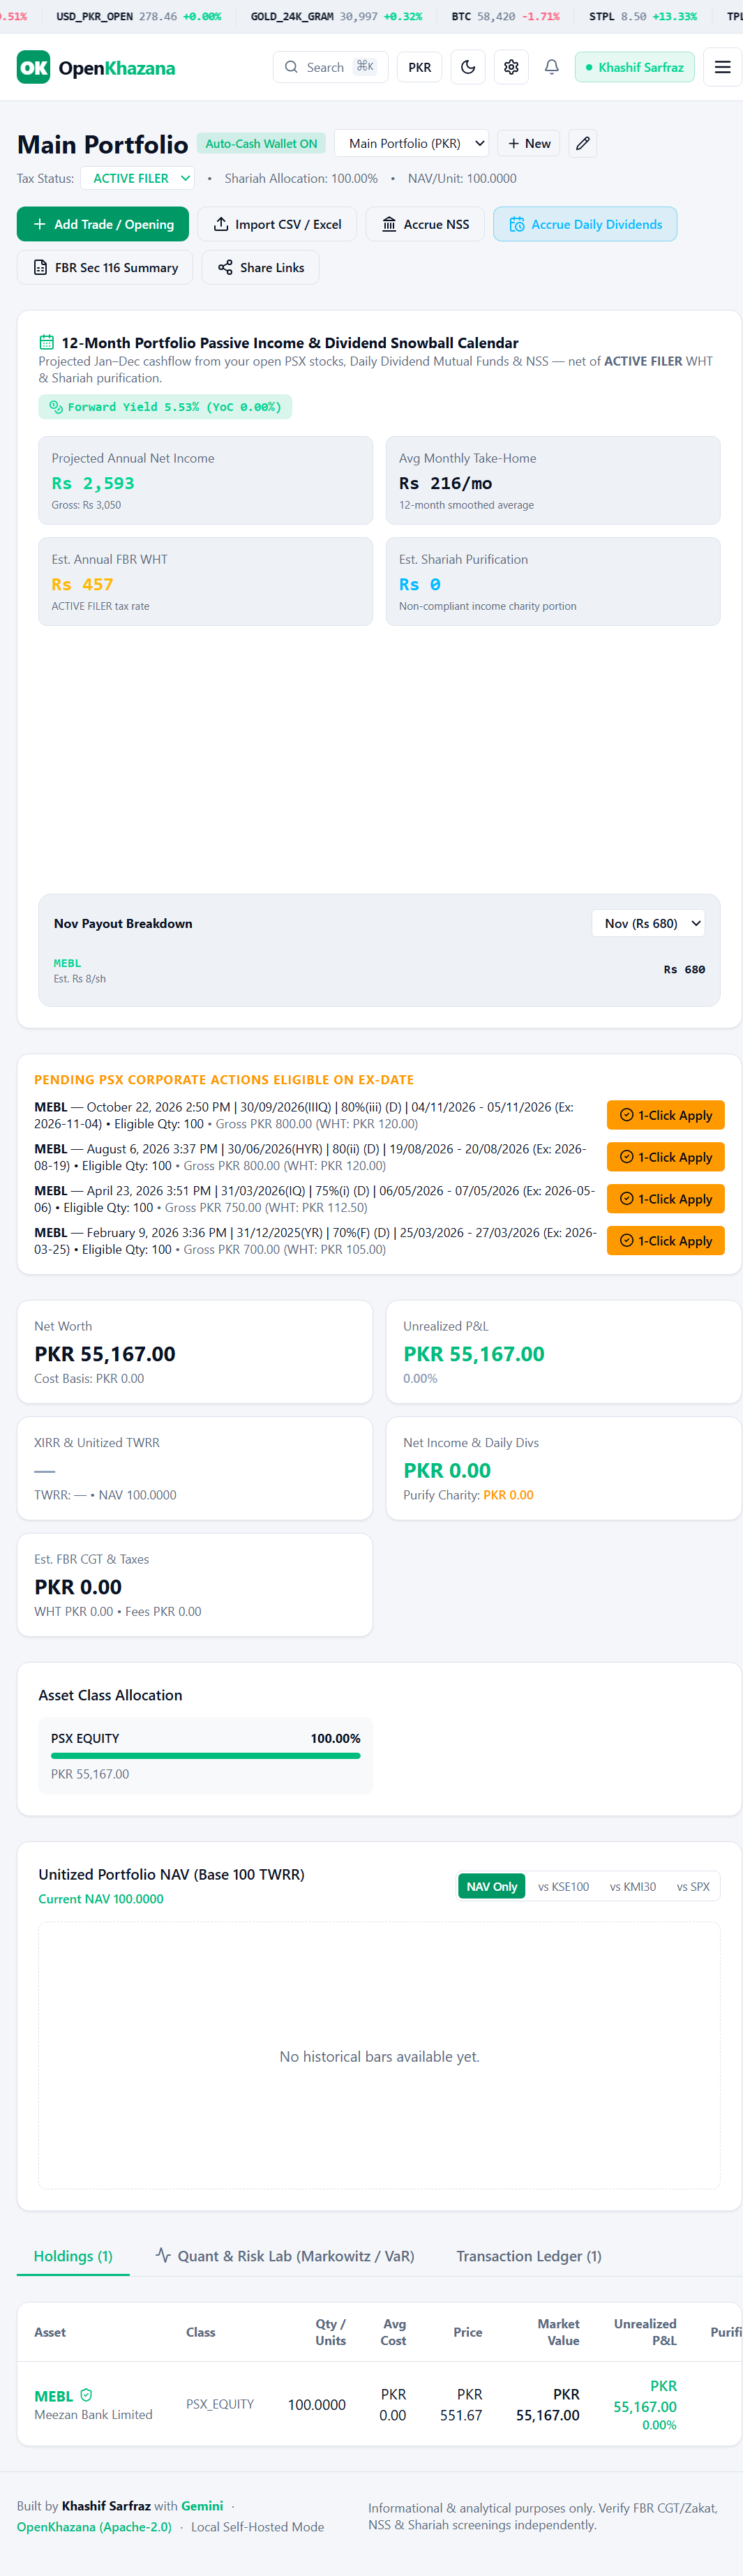 0.51% USD_PKR_OPEN 278.46 +0.00% GOLD_24K_GRAM 30,997 +0.32% BTC 58,420 -1.71% STPL 8.50 +13.33% TPL
OK OpenKhazana Search ⌘K PKR Khashif Sarfraz
Main Portfolio Auto-Cash Wallet ON Main Portfolio (PKR) + New
Tax Status: ACTIVE FILER • Shariah Allocation: 100.00% • NAV/Unit: 100.0000
+ Add Trade / Opening Import CSV / Excel Accrue NSS Accrue Daily Dividends
FBR Sec 116 Summary Share Links
12-Month Portfolio Passive Income & Dividend Snowball Calendar
Projected Jan–Dec cashflow from your open PSX stocks, Daily Dividend Mutual Funds & NSS — net of ACTIVE FILER WHT
& Shariah purification.
Forward Yield 5.53% (YoC 0.00%)
Projected Annual Net Income
Rs 2,593
Gross: Rs 3,050
Avg Monthly Take-Home
Rs 216/mo
12-month smoothed average
Est. Annual FBR WHT
Rs 457
ACTIVE FILER tax rate
Est. Shariah Purification
Rs 0
Non-compliant income charity portion
Nov Payout Breakdown Nov (Rs 680)
MEBL
Est. Rs 8/sh
Rs 680
PENDING PSX CORPORATE ACTIONS ELIGIBLE ON EX-DATE
MEBL — October 22, 2026 2:50 PM | 30/09/2026(IIIQ) | 80%(iii) (D) | 04/11/2026 - 05/11/2026 (Ex:
2026-11-04) • Eligible Qty: 100 • Gross PKR 800.00 (WHT: PKR 120.00)
1-Click Apply
MEBL — August 6, 2026 3:37 PM | 30/06/2026(HYR) | 80(ii) (D) | 19/08/2026 - 20/08/2026 (Ex: 2026-
08-19) • Eligible Qty: 100 • Gross PKR 800.00 (WHT: PKR 120.00)
1-Click Apply
MEBL — April 23, 2026 3:51 PM | 31/03/2026(IQ) | 75%(i) (D) | 06/05/2026 - 07/05/2026 (Ex: 2026-05-
06) • Eligible Qty: 100 • Gross PKR 750.00 (WHT: PKR 112.50)
1-Click Apply
MEBL — February 9, 2026 3:36 PM | 31/12/2025(YR) | 70%(F) (D) | 25/03/2026 - 27/03/2026 (Ex: 2026-
03-25) • Eligible Qty: 100 • Gross PKR 700.00 (WHT: PKR 105.00)
1-Click Apply
Net Worth
PKR 55,167.00
Cost Basis: PKR 0.00
Unrealized P&L
PKR 55,167.00
0.00%
XIRR & Unitized TWRR
—
TWRR: — • NAV 100.0000
Net Income & Daily Divs
PKR 0.00
Purify Charity: PKR 0.00
Est. FBR CGT & Taxes
PKR 0.00
WHT PKR 0.00 • Fees PKR 0.00
Asset Class Allocation
PSX EQUITY 100.00%
PKR 55,167.00
Unitized Portfolio NAV (Base 100 TWRR)
Current NAV 100.0000
NAV Only vs KSE100 vs KMI30 vs SPX
No historical bars available yet.
Holdings (1) Quant & Risk Lab (Markowitz / VaR) Transaction Ledger (1)
Asset Class Qty / Units Avg Cost Price Market Value Unrealized P&L Purifi
MEBL
Meezan Bank Limited
PSX_EQUITY 100.0000 PKR 0.00 PKR 551.67 PKR 55,167.00 PKR 55,167.00
0.00%
Built by Khashif Sarfraz with Gemini ·
OpenKhazana (Apache-2.0) · Local Self-Hosted Mode
Informational & analytical purposes only. Verify FBR CGT/Zakat,
NSS & Shariah screenings independently.